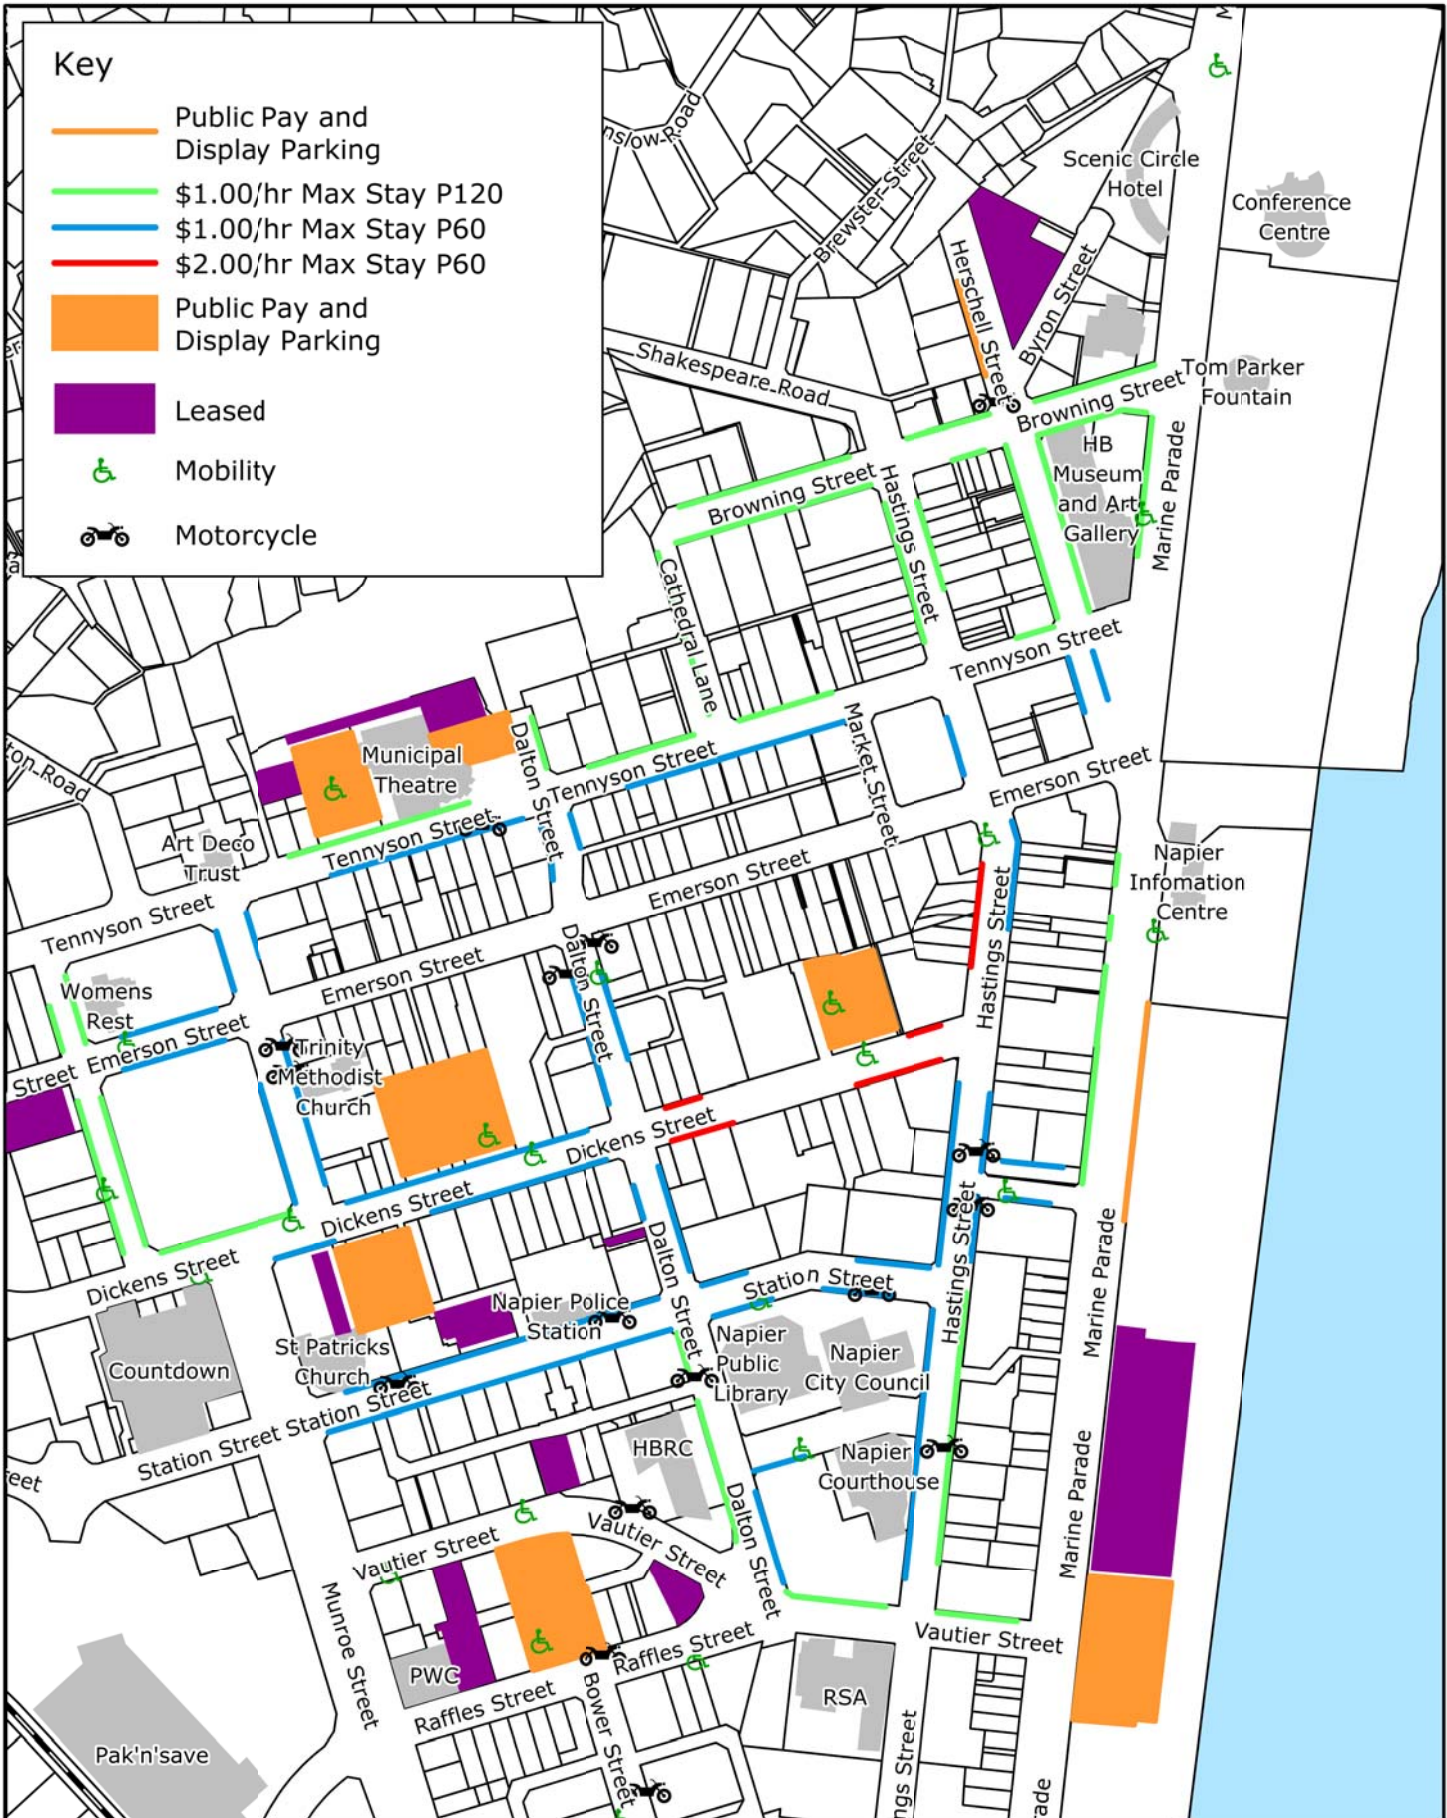 Key
Public Pay and
Display Parking
$1.00/hr Max Stay P120
$1.00/hr Max Stay P60
$2.00/hr Max Stay P60
Public Pay and
Display Parking
Leased
Mobility
Motorcycle
Brewster Street
Scenic Circle
Hotel
Conference
Centre
Herschell Street
Byron Street
Shakespeare Road
Tom Parker
Fountain
Browning Street
HB
Museum
and Art
Gallery
Marine Parade
Browning Street
Hastings Street
Cathedral Lane
Tennyson Street
Municipal
Theatre
Dalton Street
Tennyson Street
Market Street
Emerson Street
Art Deco
Trust
Tennyson Street
Emerson Street
Napier
Infomation
Centre
Tennyson Street
Hastings Street
Emerson Street
Dalton Street
Womens
Rest
Emerson Street
Street
Trinity
Methodist
Church
Dickens Street
Dickens Street
Dickens Street
Hastings Street
Marine Parade
Dalton Street
Station Street
Napier Police
Station
St Patricks
Church
Countdown
Napier
Public
Library
Napier
City Council
Station Street
Station Street
HBRC
Napier
Courthouse
Marine Parade
Dalton Street
Vautier Street
Vautier Street
Munroe Street
Raffles Street
Vautier Street
PWC
Raffles Street
Bower Street
RSA
Pak'n'save